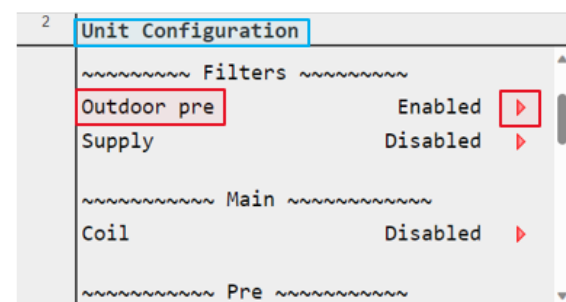 2
Unit Configuration
~~~~~~~~~ Filters ~~~~~~~~~
Outdoor pre Enabled
Supply Disabled
~~~~~~~~~~~ Main ~~~~~~~~~~~~
Coil Disabled
~~~~~~~~~~~ Pre ~~~~~~~~~~~